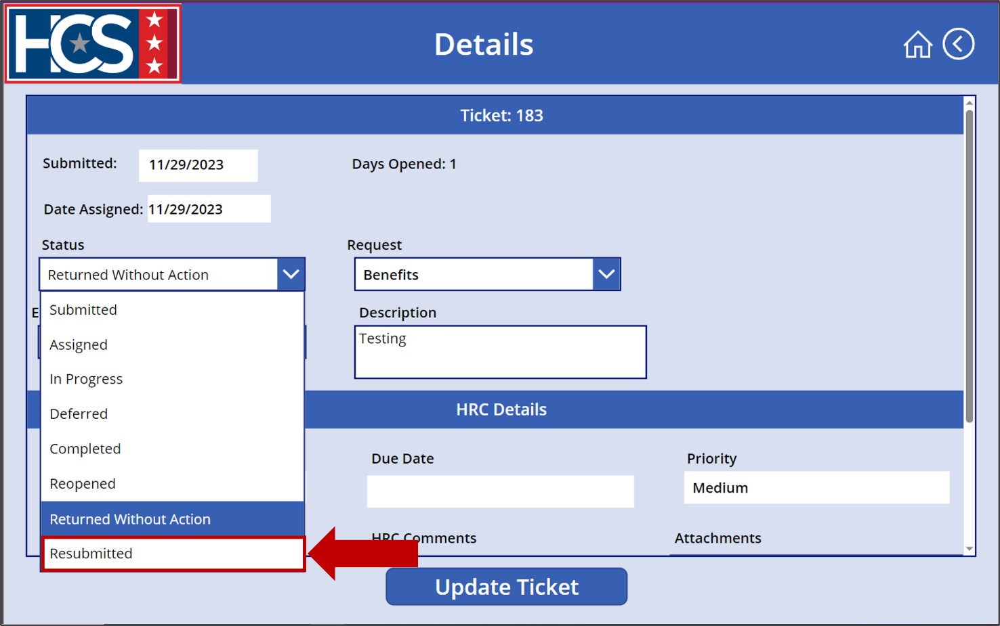 HCS
Details
Ticket: 183
Submitted: 11/29/2023 Days Opened: 1
Date Assigned: 11/29/2023
Status Request
Returned Without Action Benefits
Submitted
E Description
Assigned Testing
In Progress
Deferred HRC Details
Completed Due Date Priority
Reopened Medium
Returned Without Action
HRC Comments Attachments
Resubmitted
Update Ticket